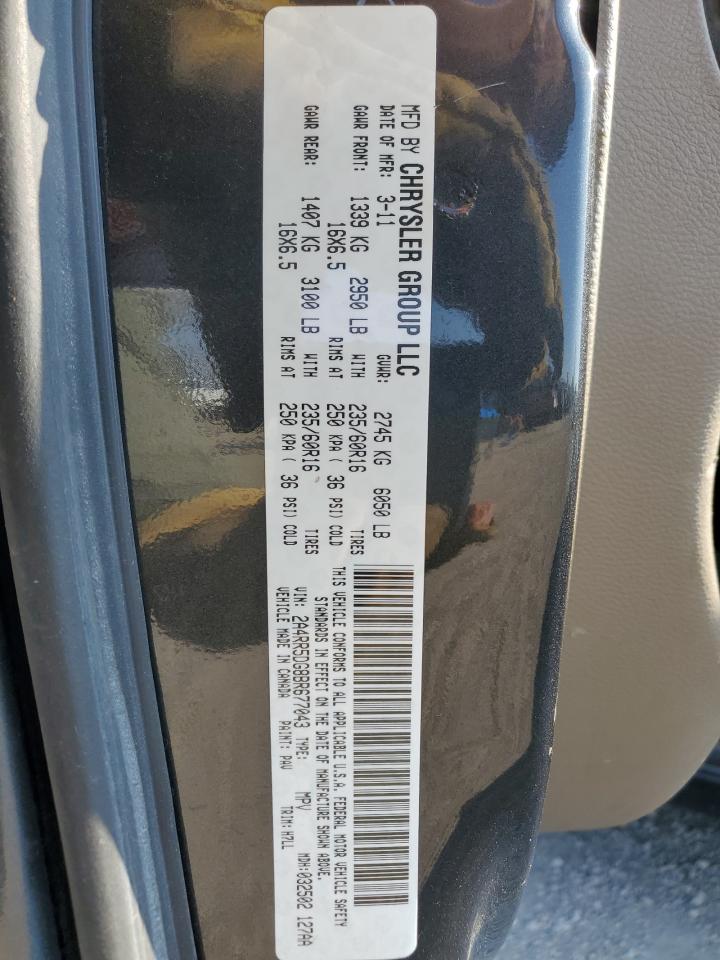 MFD BY CHRYSLER GROUP LLC
DATE OF MFR: 3-11 GVWR: 2745 KG 6050 LB
GAWR FRONT: 1339 KG 2950 LB WITH 235/60R16 TIRES
16X6.5 RIMS AT 250 KPA ( 36 PSI) COLD
GAWR REAR: 1407 KG 3100 LB WITH 235/60R16 TIRES
16X6.5 RIMS AT 250 KPA ( 36 PSI) COLD
THIS VEHICLE CONFORMS TO ALL APPLICABLE U.S.A. FEDERAL MOTOR VEHICLE SAFETY
STANDARDS IN EFFECT ON THE DATE OF MANUFACTURE SHOWN ABOVE.
VIN: 2A4RR5DG8BR677043 TYPE: MPV MDH:032502 127AA
VEHICLE MADE IN CANADA PAINT: PAV TRIM:H7LL